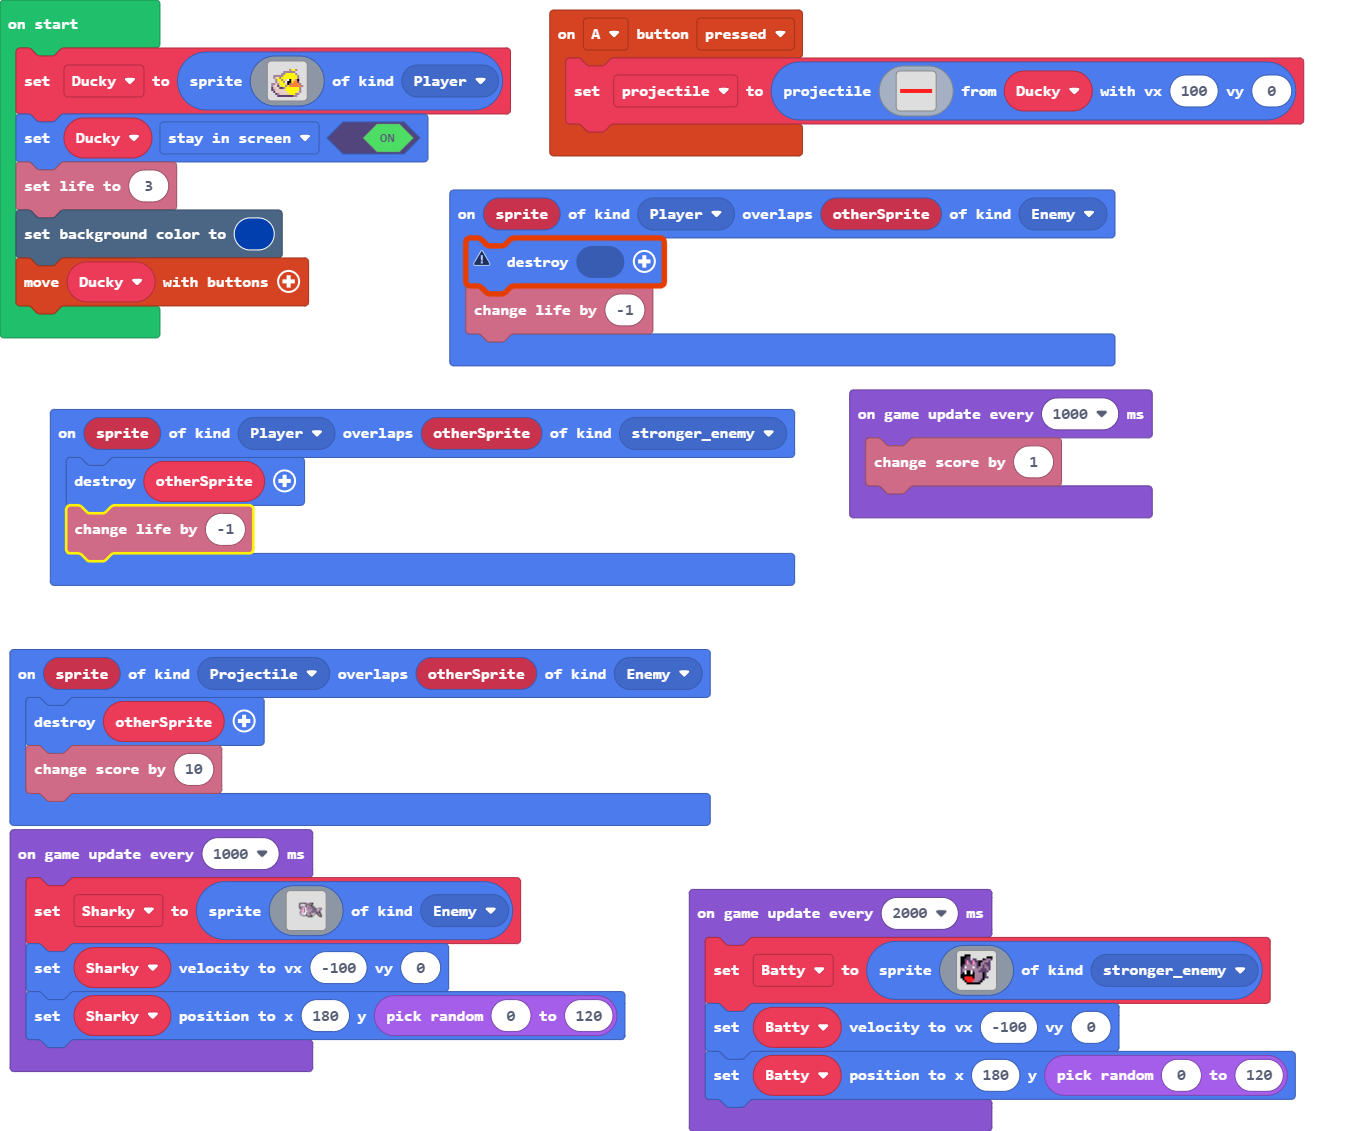 on start
set Ducky to sprite of kind Player
set Ducky stay in screen ON
set life to 3
set background color to
move Ducky with buttons
on A button pressed
set projectile to projectile from Ducky with vx 100 vy 0
on sprite of kind Player overlaps otherSprite of kind Enemy
destroy
change life by -1
on sprite of kind Player overlaps otherSprite of kind stronger_enemy
destroy otherSprite
change life by -1
on game update every 1000 ms
change score by 1
on sprite of kind Projectile overlaps otherSprite of kind Enemy
destroy otherSprite
change score by 10
on game update every 1000 ms
set Sharky to sprite of kind Enemy
set Sharky velocity to vx -100 vy 0
set Sharky position to x 180 y pick random 0 to 120
on game update every 2000 ms
set Batty to sprite of kind stronger_enemy
set Batty velocity to vx -100 vy 0
set Batty position to x 180 y pick random 0 to 120